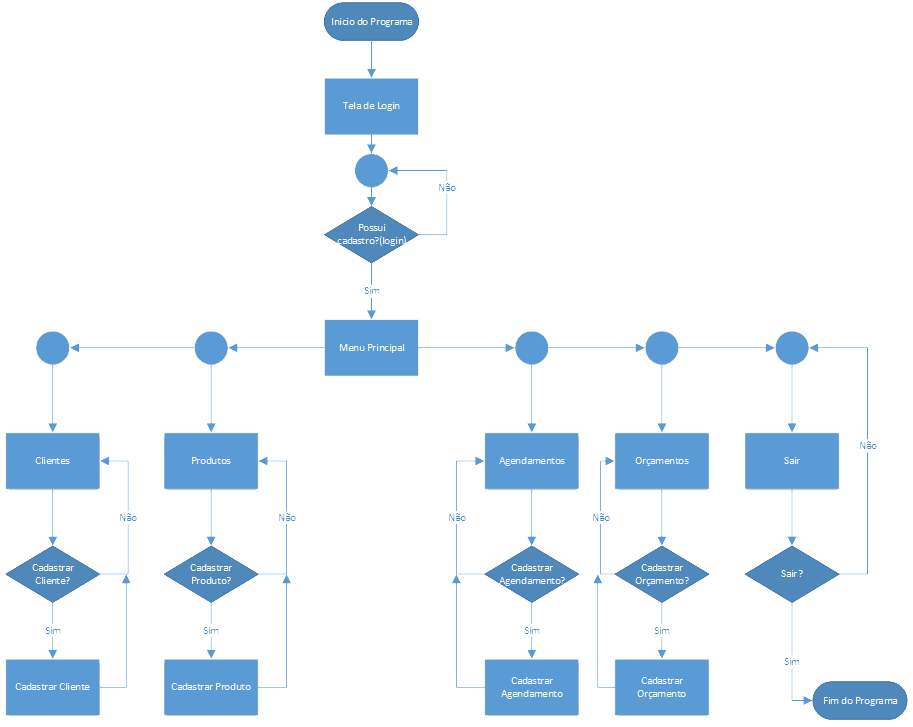 Inicio do Programa
Tela de Login
Não
Possui
cadastro?(login)
Sim
Menu Principal
Clientes
Produtos
Agendamentos
Orçamentos
Sair
Não
Não
Não
Não
Não
Cadastrar
Cliente?
Cadastrar
Produto?
Cadastrar
Agendamento?
Cadastrar
Orçamento?
Sair?
Sim
Sim
Sim
Sim
Sim
Cadastrar Cliente
Cadastrar Produto
Cadastrar
Agendamento
Cadastrar
Orçamento
Fim do Programa